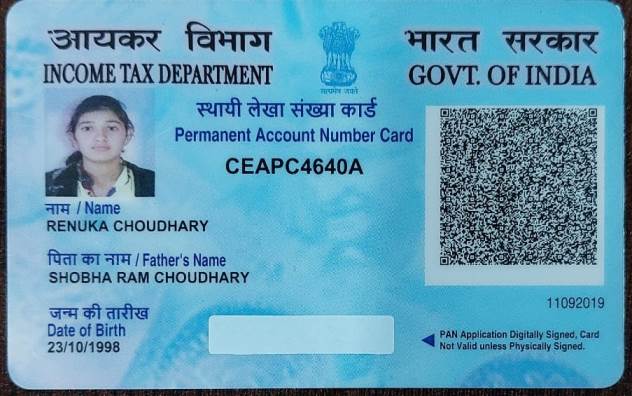 आयकर विभाग
INCOME TAX DEPARTMENT
सत्यमेव जयते
भारत सरकार
GOVT. OF INDIA
स्थायी लेखा संख्या कार्ड
Permanent Account Number Card
CEAPC4640A
नाम / Name
RENUKA CHOUDHARY
पिता का नाम / Father's Name
SHOBHA RAM CHOUDHARY
जन्म की तारीख
Date of Birth
23/10/1998
11092019
PAN Application Digitally Signed, Card
Not Valid unless Physically Signed.